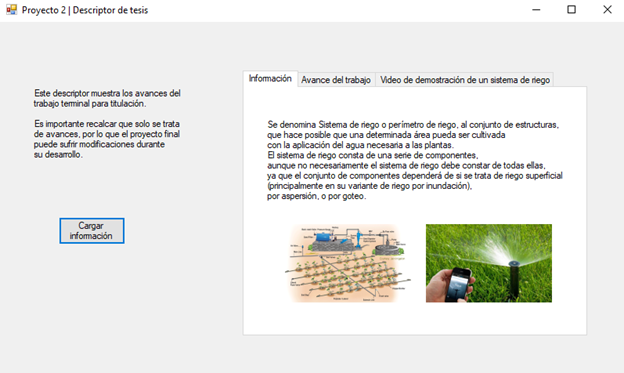 Proyecto 2 | Descriptor de tesis
Este descriptor muestra los avances del
trabajo terminal para titulación.
Es importante recalcar que solo se trata
de avances, por lo que el proyecto final
puede sufrir modificaciones durante
su desarrollo.
Cargar
información
Información
Avance del trabajo
Video de demostración de un sistema de riego
Se denomina Sistema de riego o perímetro de riego, al conjunto de estructuras,
que hace posible que una determinada área pueda ser cultivada
con la aplicación del agua necesaria a las plantas.
El sistema de riego consta de una serie de componentes,
aunque no necesariamente el sistema de riego debe constar de todas ellas,
ya que el conjunto de componentes dependerá de si se trata de riego superficial
(principalmente en su variante de riego por inundación),
por aspersión, o por goteo.